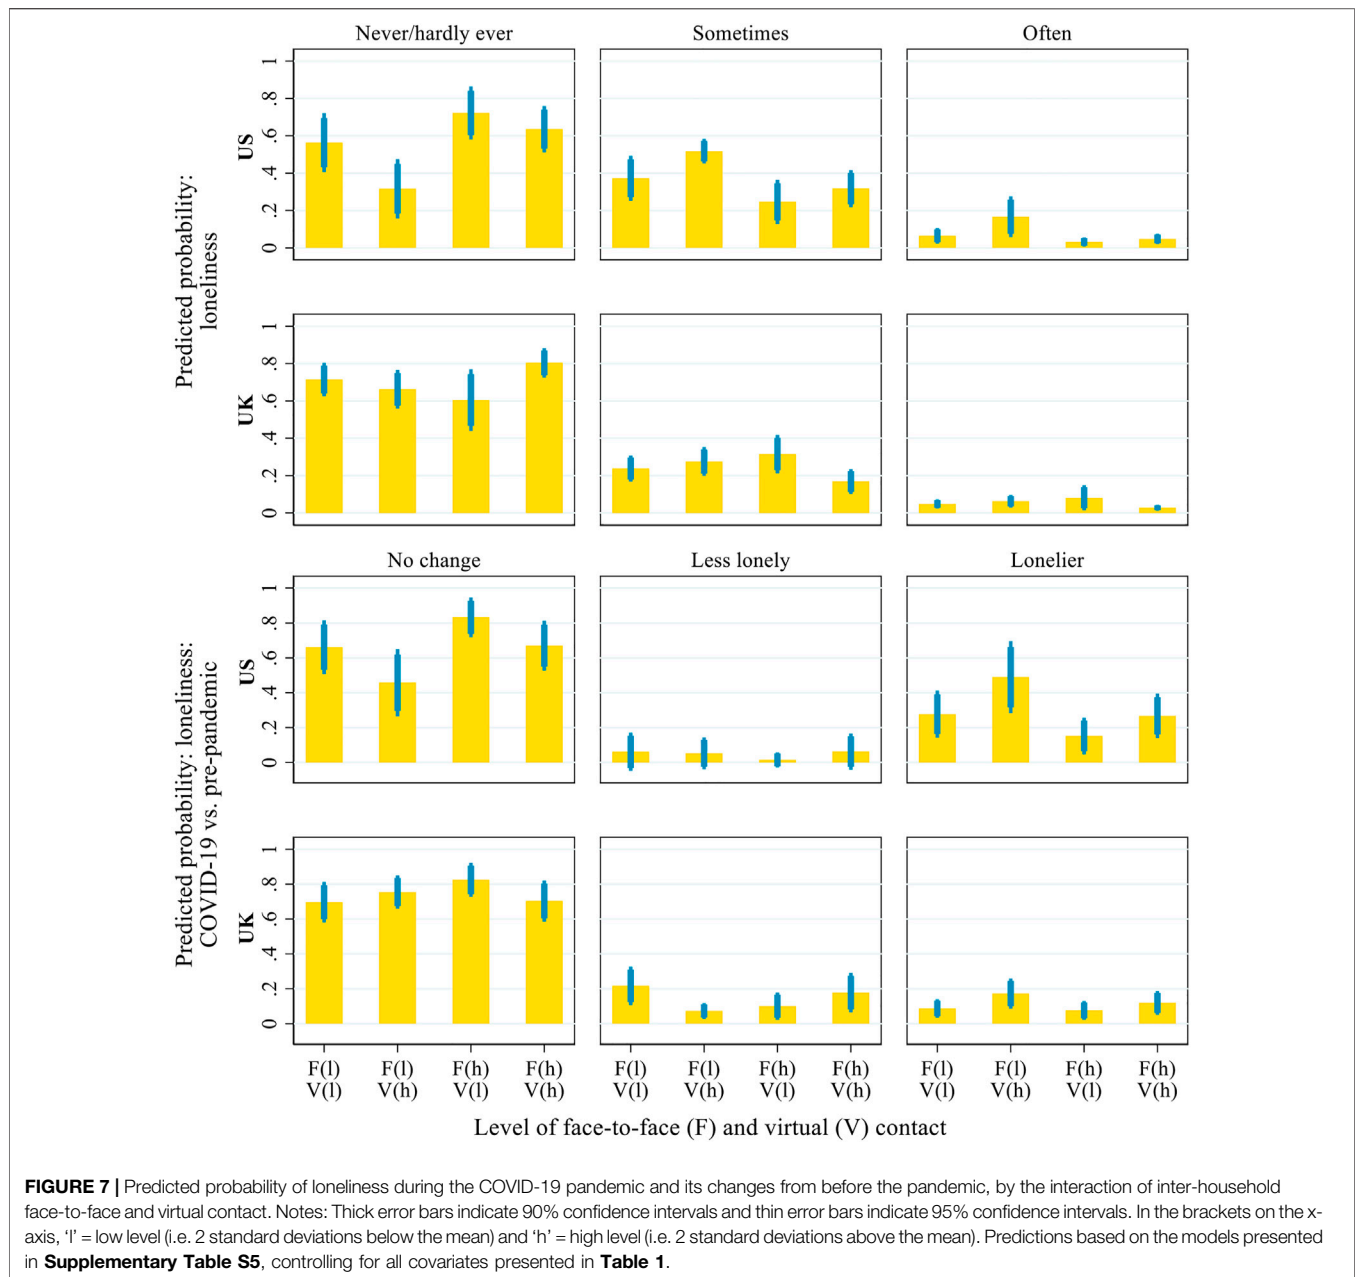 Never/hardly ever
Sometimes
Often
Predicted probability:
loneliness
US
1
.8
.6
.4
.2
0
UK
1
.8
.6
.4
.2
0
No change
Less lonely
Lonelier
Predicted probability: loneliness:
COVID-19 vs. pre-pandemic
US
1
.8
.6
.4
.2
0
UK
1
.8
.6
.4
.2
0
F(l) F(l) F(h) F(h) F(l) F(l) F(h) F(h) F(l) F(l) F(h) F(h)
V(l) V(h) V(l) V(h) V(l) V(h) V(l) V(h) V(l) V(h) V(l) V(h)
Level of face-to-face (F) and virtual (V) contact
FIGURE 7 | Predicted probability of loneliness during the COVID-19 pandemic and its changes from before the pandemic, by the interaction of inter-household
face-to-face and virtual contact. Notes: Thick error bars indicate 90% confidence intervals and thin error bars indicate 95% confidence intervals. In the brackets on the x-
axis, 'l' = low level (i.e. 2 standard deviations below the mean) and 'h' = high level (i.e. 2 standard deviations above the mean). Predictions based on the models presented
in Supplementary Table S5, controlling for all covariates presented in Table 1.